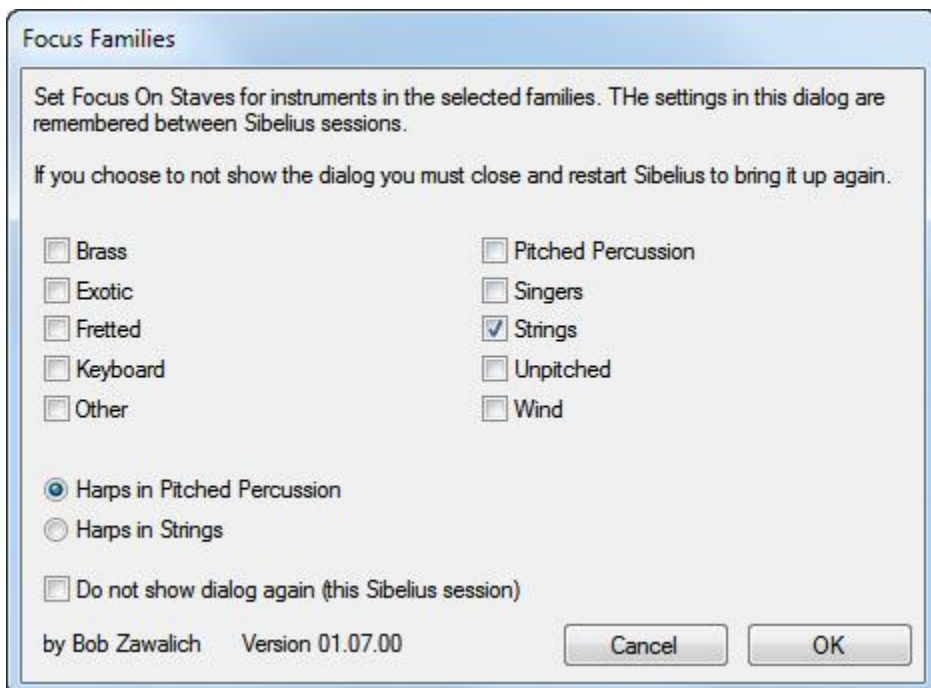 Focus Families
Set Focus On Staves for instruments in the selected families. THe settings in this dialog are
remembered between Sibelius sessions.
If you choose to not show the dialog you must close and restart Sibelius to bring it up again.
Brass
Exotic
Fretted
Keyboard
Other
Pitched Percussion
Singers
Strings
Unpitched
Wind
Harps in Pitched Percussion
Harps in Strings
Do not show dialog again (this Sibelius session)
by Bob Zawalich Version 01.07.00
Cancel
OK